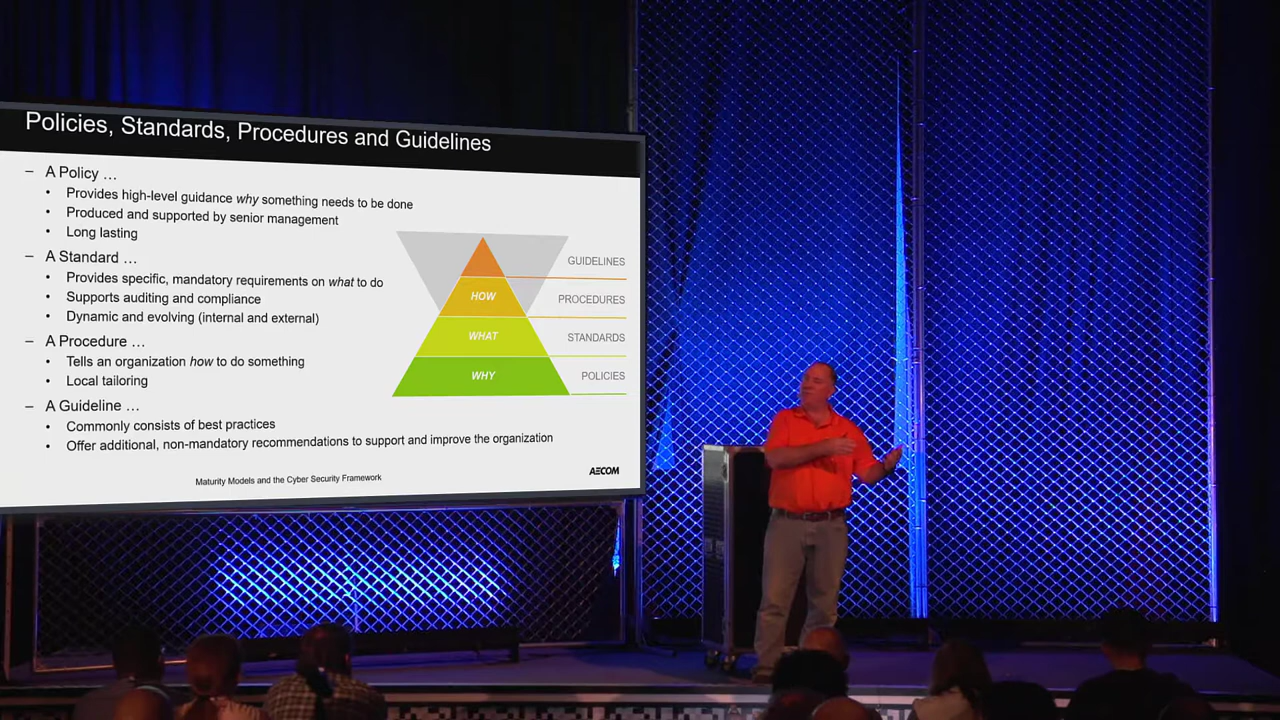 Policies, Standards, Procedures and Guidelines
– A Policy …
• Provides high-level guidance why something needs to be done
• Produced and supported by senior management
• Long lasting
– A Standard …
• Provides specific, mandatory requirements on what to do
• Supports auditing and compliance
• Dynamic and evolving (internal and external)
– A Procedure …
• Tells an organization how to do something
• Local tailoring
– A Guideline …
• Commonly consists of best practices
• Offer additional, non-mandatory recommendations to support and improve the organization
GUIDELINES
HOW PROCEDURES
WHAT STANDARDS
WHY POLICIES
Maturity Models and the Cyber Security Framework
AECOM